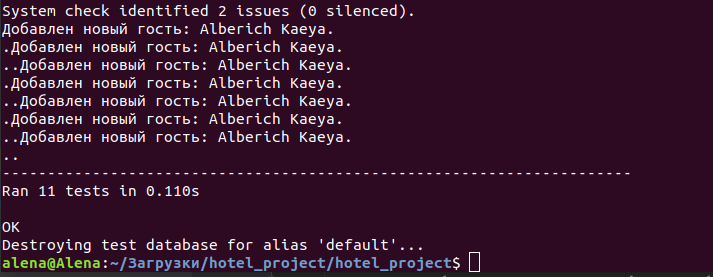 System check identified 2 issues (0 silenced).
Добавлен новый гость: Alberich Kaeya.
.Добавлен новый гость: Alberich Kaeya.
..Добавлен новый гость: Alberich Kaeya.
.Добавлен новый гость: Alberich Kaeya.
..Добавлен новый гость: Alberich Kaeya.
.Добавлен новый гость: Alberich Kaeya.
..Добавлен новый гость: Alberich Kaeya.
..
----------------------------------------------------------------------
Ran 11 tests in 0.110s
OK
Destroying test database for alias 'default'...
alena@Alena:~/Загрузки/hotel_project/hotel_project$